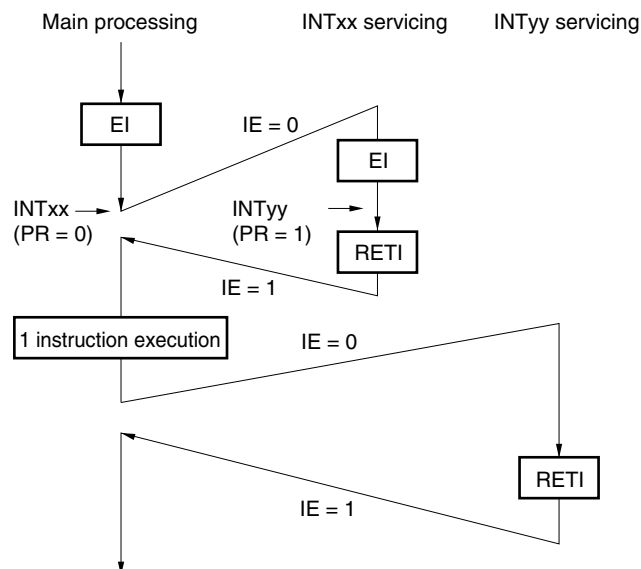 Main processing INTxx servicing INTyy servicing
EI
IE = 0
EI
INTxx
(PR = 0)
INTyy
(PR = 1)
RETI
IE = 1
1 instruction execution
IE = 0
RETI
IE = 1